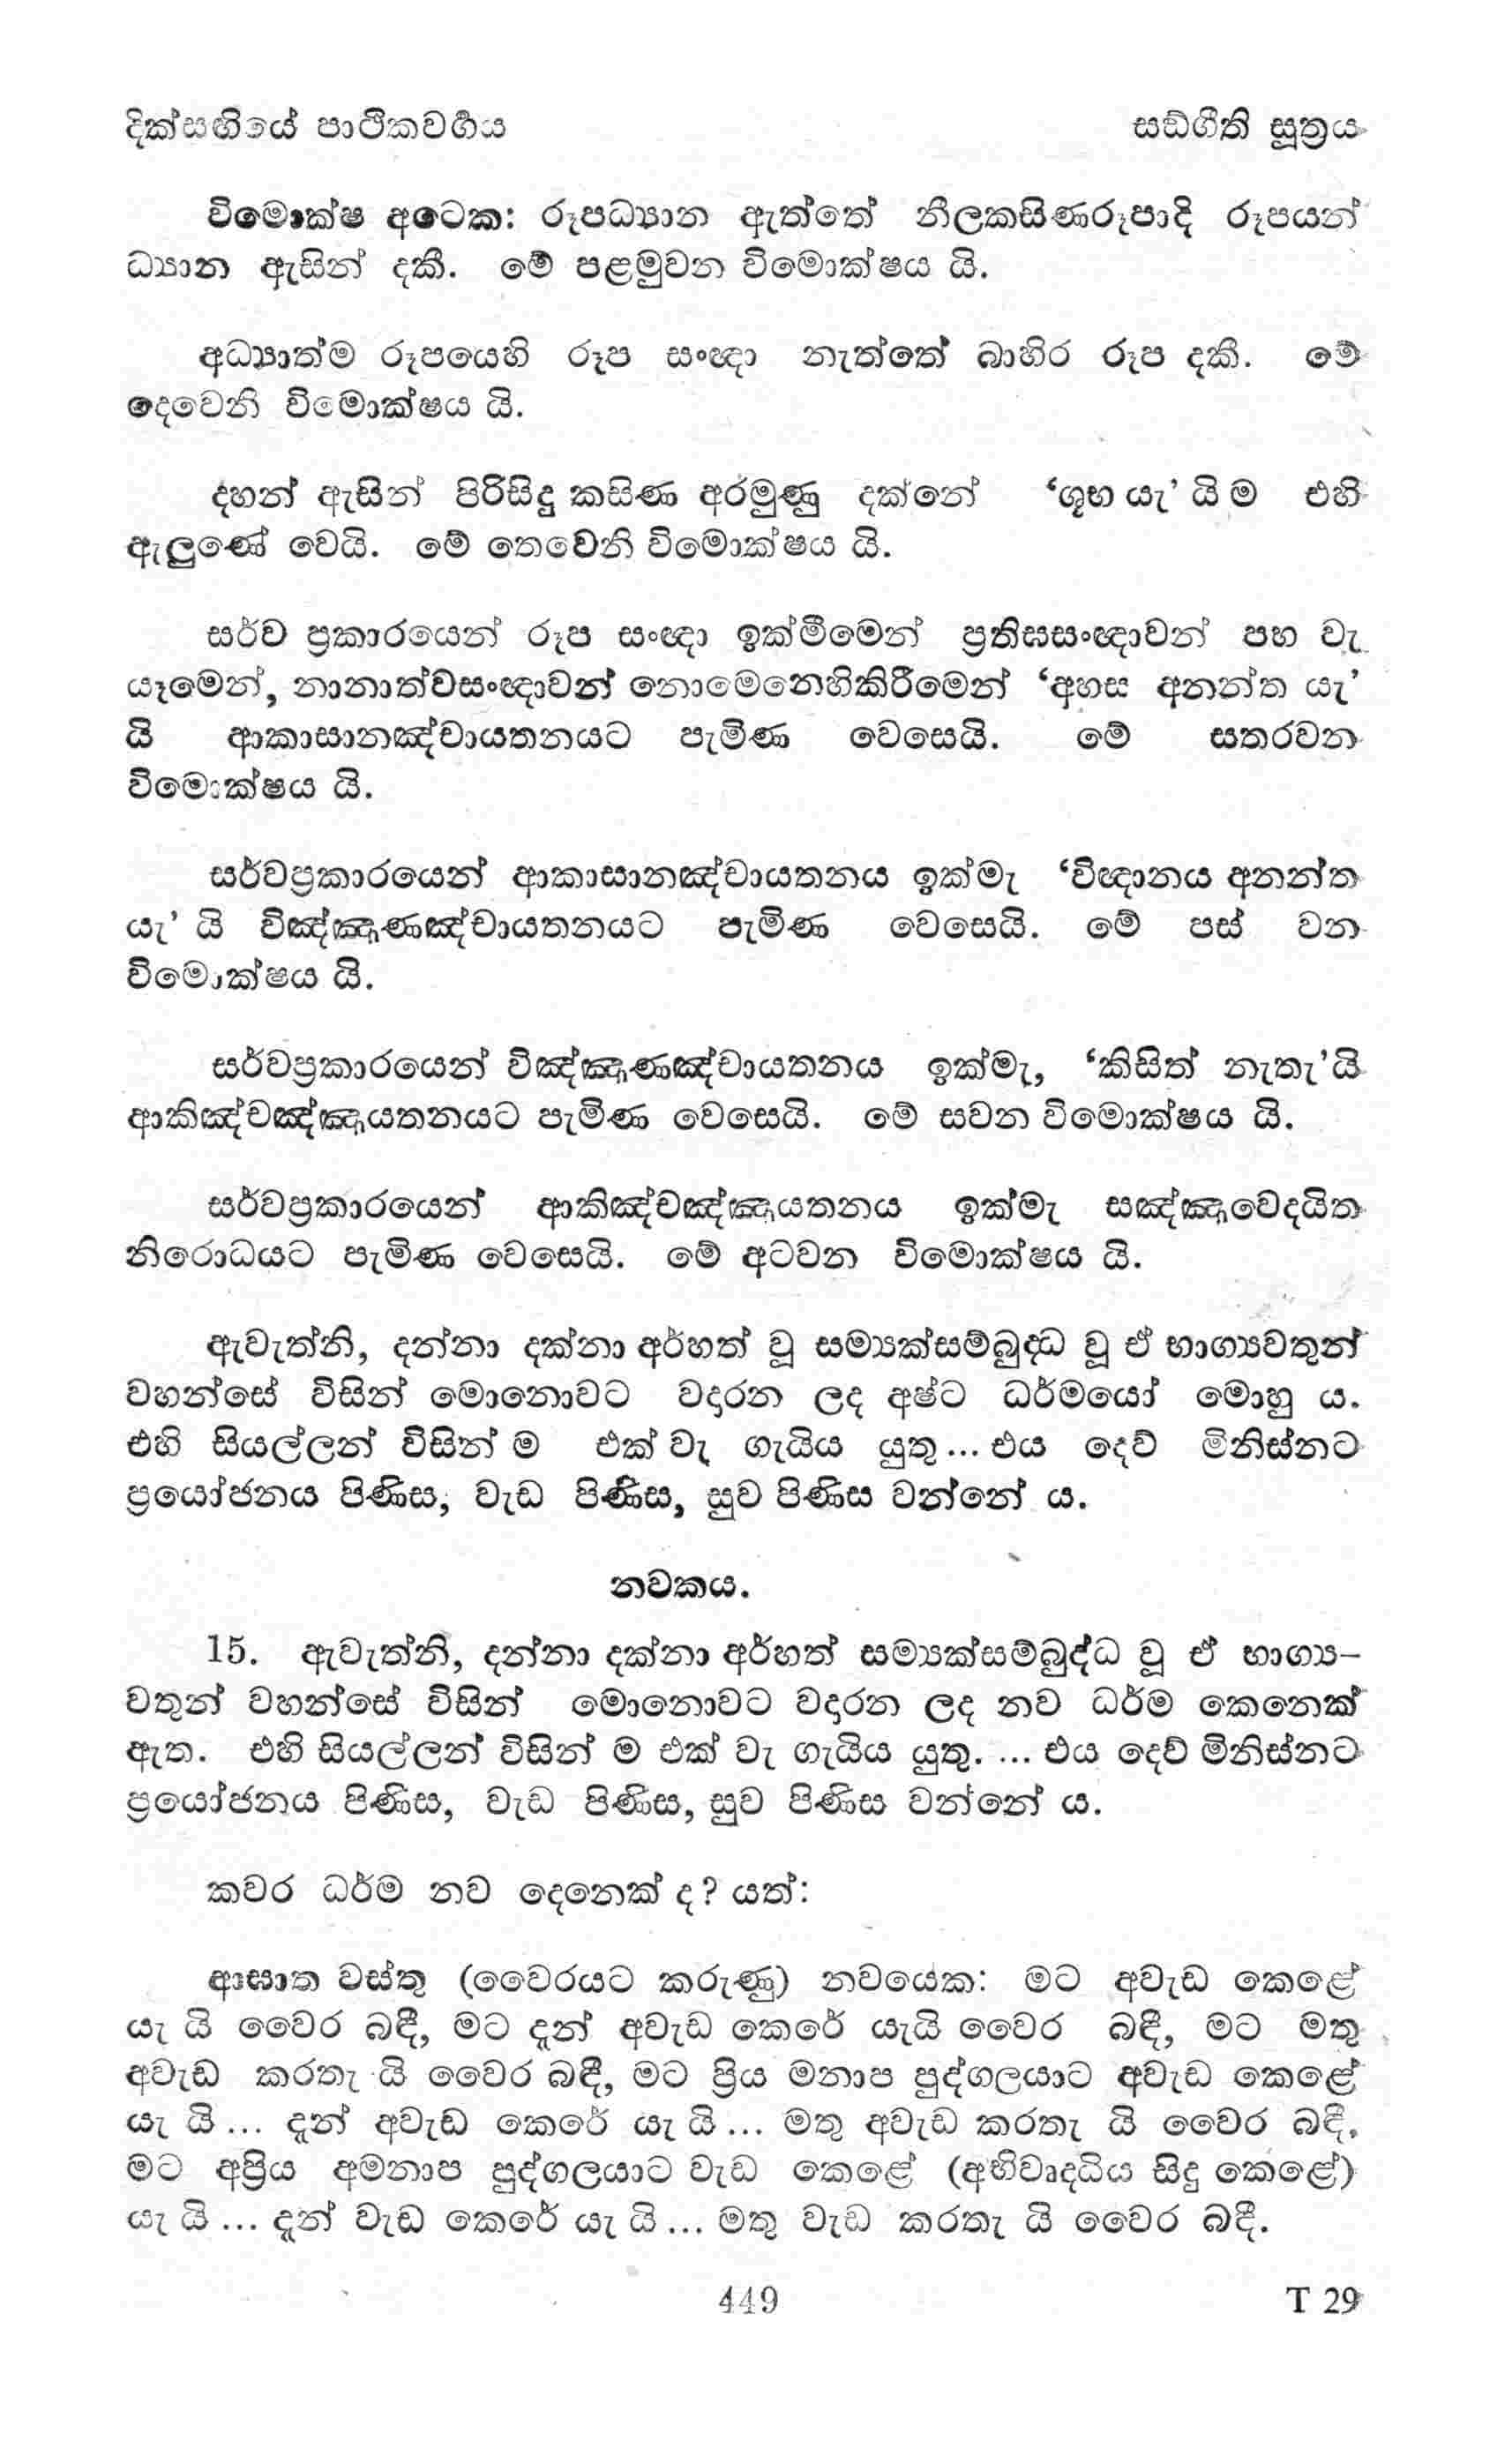 දික්සඟියේ පාථිකවර්‍ගය
සඞ්ගීති සූත්‍රය
විමොක්ෂ අටෙක: රූපධ්‍යාන ඇත්තේ නීලකසිණරූපාදි රූපයන්
ධ්‍යාන ඇසින් දකී. මේ පළමුවන විමොක්ෂය යි.
අධ්‍යාත්ම රූපයෙහි රූප සංඥා නැත්තේ බාහිර රූප දකී. මේ
දෙවෙනි විමොක්ෂය යි.
දහන් ඇසින් පිරිසිදු කසිණ අරමුණු දක්නේ ‘ශුභ යැ’ යි ම එහි
ඇලුණේ වෙයි. මේ තෙවෙනි විමොක්ෂය යි.
සර්ව ප්‍රකාරයෙන් රූප සංඥා ඉක්මීමෙන් ප්‍රතිඝසංඥාවන් පහ වැ
යෑමෙන්, නානාත්වසංඥාවන් නොමෙනෙහිකිරීමෙන් ‘අහස අනන්ත යැ’
යි ආකාසානඤ්චායතනයට පැමිණ වෙසෙයි. මේ සතරවන
විමොක්ෂය යි.
සර්වප්‍රකාරයෙන් ආකාසානඤ්චායතනය ඉක්මැ ‘විඥානය අනන්ත
යැ’ යි විඤ්ඤාණඤ්චායතනයට පැමිණ වෙසෙයි. මේ පස් වන
විමොක්ෂය යි.
සර්වප්‍රකාරයෙන් විඤ්ඤාණඤ්චායතනය ඉක්මැ, ‘කිසිත් නැතැ’යි
ආකිඤ්චඤ්ඤායතනයට පැමිණ වෙසෙයි. මේ සවන විමොක්ෂය යි.
සර්වප්‍රකාරයෙන් ආකිඤ්චඤ්ඤායතනය ඉක්මැ සඤ්ඤාවෙදයිත
නිරොධයට පැමිණ වෙසෙයි. මේ අටවන විමොක්ෂය යි.
ඇවැත්නි, දන්නා දක්නා අර්හත් වූ සම්‍යක්සම්බුද්‍ධ වූ ඒ භාග්‍යවතුන්
වහන්සේ විසින් මොනොවට වදාරන ලද අෂ්ට ධර්මයෝ මොහු ය.
එහි සියල්ලන් විසින් ම එක් වැ ගැයිය යුතු ... එය දෙව් මිනිස්නට
ප්‍රයෝජනය පිණිස, වැඩ පිණිස, සුව පිණිස වන්නේ ය.
නවකය.
15. ඇවැත්නි, දන්නා දක්නා අර්හත් සම්‍යක්සම්බුද්ධ වූ ඒ භාග්‍ය-
වතුන් වහන්සේ විසින් මොනොවට වදාරන ලද නව ධර්ම කෙනෙක්
ඇත. එහි සියල්ලන් විසින් ම එක් වැ ගැයිය යුතු. ... එය දෙව් මිනිස්නට
ප්‍රයෝජනය පිණිස, වැඩ පිණිස, සුව පිණිස වන්නේ ය.
කවර ධර්ම නව දෙනෙක් ද? යත්:
ආඝාත වස්තු (වෛරයට කරුණු) නවයෙක: මට අවැඩ කෙළේ
යැ යි වෛර බඳී, මට දැන් අවැඩ කෙරේ යැයි වෛර බඳී, මට මතු
අවැඩ කරතැ යි වෛර බඳී, මට ප්‍රිය මනාප පුද්ගලයාට අවැඩ කෙළේ
යැ යි ... දැන් අවැඩ කෙරේ යැ යි ... මතු අවැඩ කරතැ යි වෛර බඳී,
මට අප්‍රිය අමනාප පුද්ගලයාට වැඩ කෙළේ (අභිවෘද්‍ධිය සිදු කෙළේ)
යැ යි ... දැන් වැඩ කෙරේ යැ යි ... මතු වැඩ කරතැ යි වෛර බඳී.
449
T 29